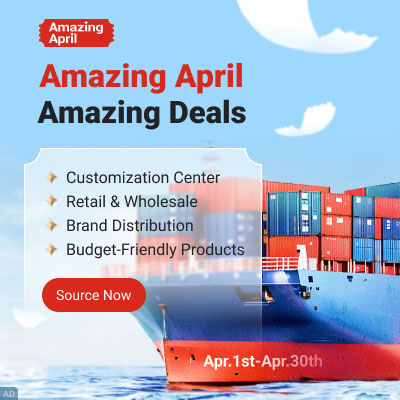 Amazing
April
Amazing April
Amazing Deals
Customization Center
Retail & Wholesale
Brand Distribution
Budget-Friendly Products
Source Now
Apr.1st-Apr.30th
AD